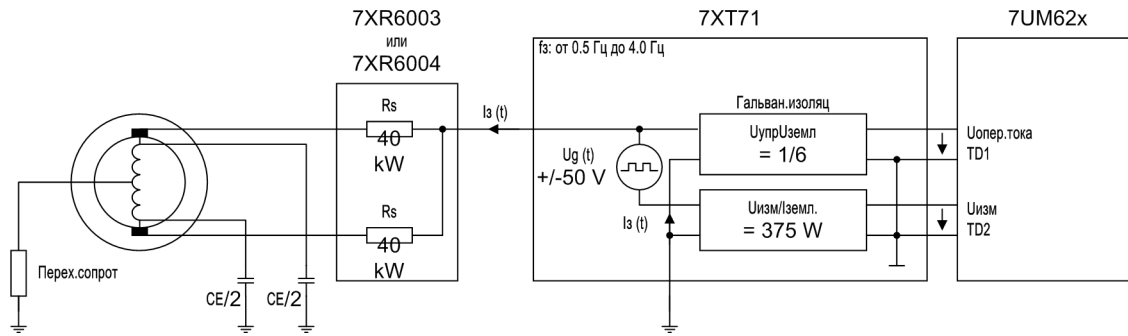 7XR6003
или
7XR6004
7XT71
7UM62x
fз: от 0.5 Гц до 4.0 Гц
Гальван.изоляц
Rs
40
kW
Iз (t)
UупрUземл
= 1/6
Uопер.тока
TD1
Ug (t)
+/-50 V
Rs
40
kW
Iз (t)
Uизм/Iземл.
= 375 W
Uизм
TD2
Перех.сопрот
CE/2
CE/2